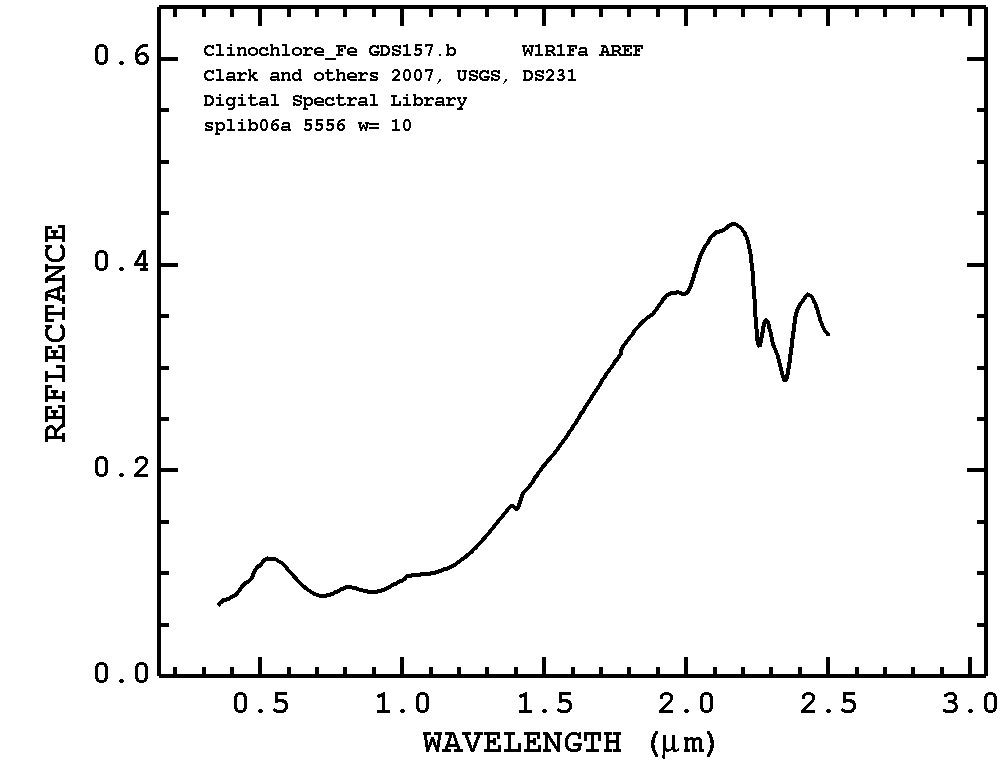 Clinochlore_Fe GDS157.b W1R1Fa AREF
Clark and others 2007, USGS, DS231
Digital Spectral Library
splib06a 5556 w= 10
REFLECTANCE
0.6
0.4
0.2
0.0
0.5 1.0 1.5 2.0 2.5 3.0
WAVELENGTH (μm)